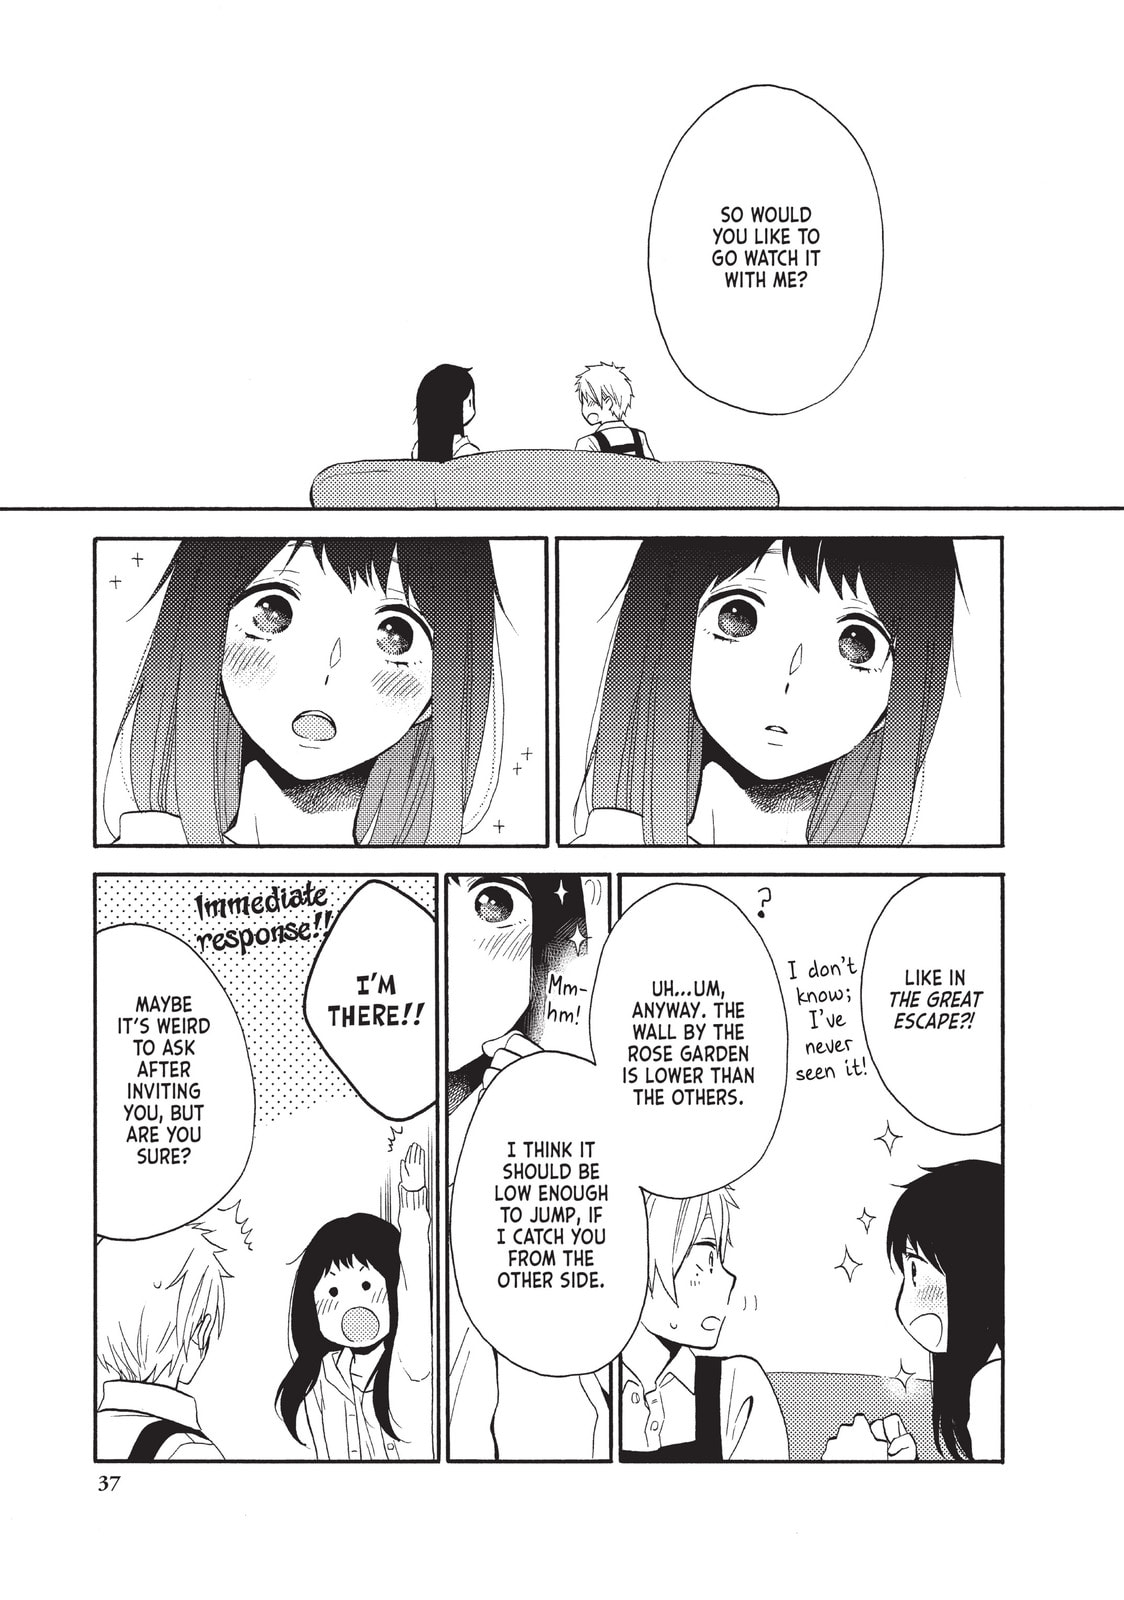 SO WOULD
YOU LIKE TO
GO WATCH IT
WITH ME?
LIKE IN
THE GREAT
ESCAPE?!
?
I don't
know;
I've
never
seen it!
UH...UM,
ANYWAY. THE
WALL BY THE
ROSE GARDEN
IS LOWER THAN
THE OTHERS.
I THINK IT
SHOULD BE
LOW ENOUGH
TO JUMP, IF
I CATCH YOU
FROM THE
OTHER SIDE.
Mm-
hm!
I'M
THERE!!
Immediate
response!!
MAYBE
IT'S WEIRD
TO ASK
AFTER
INVITING
YOU, BUT
ARE YOU
SURE?
37